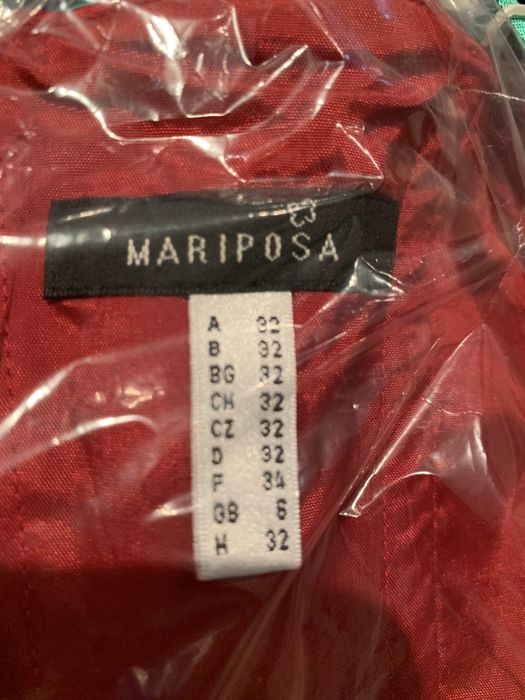 MARIPOSA
A 32
B 32
BG 32
CH 32
CZ 32
D 32
F 34
GB 6
H 32